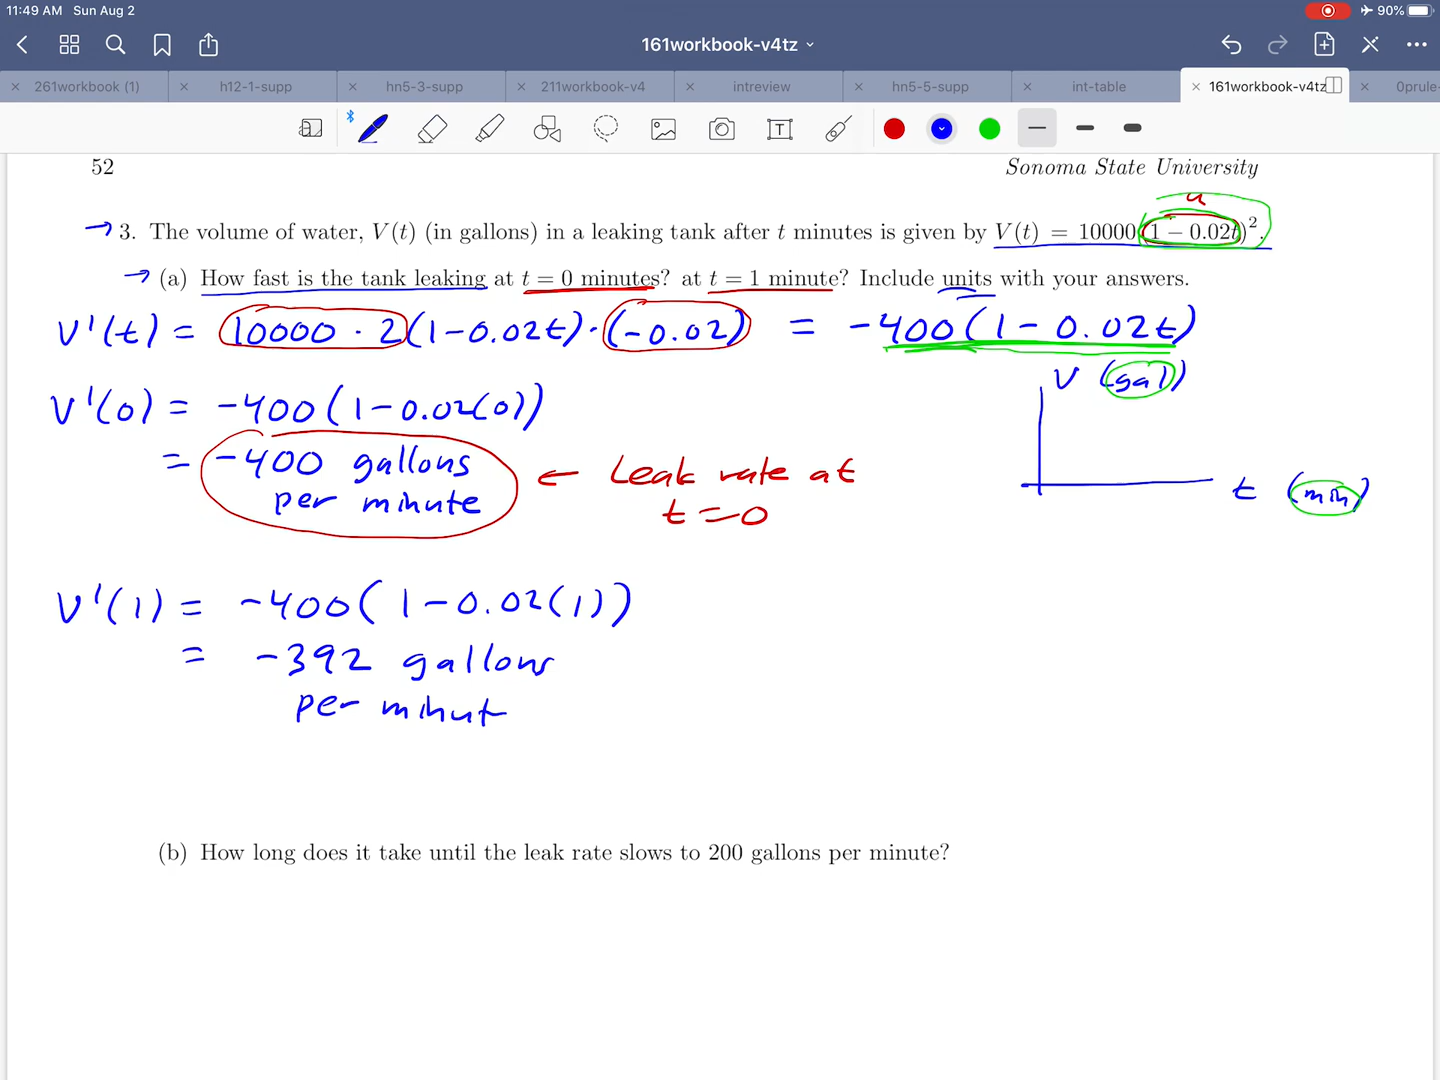 11:49 AM Sun Aug 2 90%
161workbook-v4tz
261workbook (1) h12-1-supp hn5-3-supp 211workbook-v4 intreview hn5-5-supp int-table 161workbook-v4tz 0prule-
T
52 Sonoma State University
u
→ 3. The volume of water, V(t) (in gallons) in a leaking tank after t minutes is given by V(t) = 10000(1 − 0.02t)².
→ (a) How fast is the tank leaking at t = 0 minutes? at t = 1 minute? Include units with your answers.
V'(t) = 10000 · 2(1-0.02t)·(-0.02) = -400(1-0.02t)
V (gal)
V'(0) = -400(1-0.02(0))
= -400 gallons
per minute
← Leak rate at
t = 0
t (min)
V'(1) = -400(1-0.02(1))
= -392 gallons
per minut
(b) How long does it take until the leak rate slows to 200 gallons per minute?